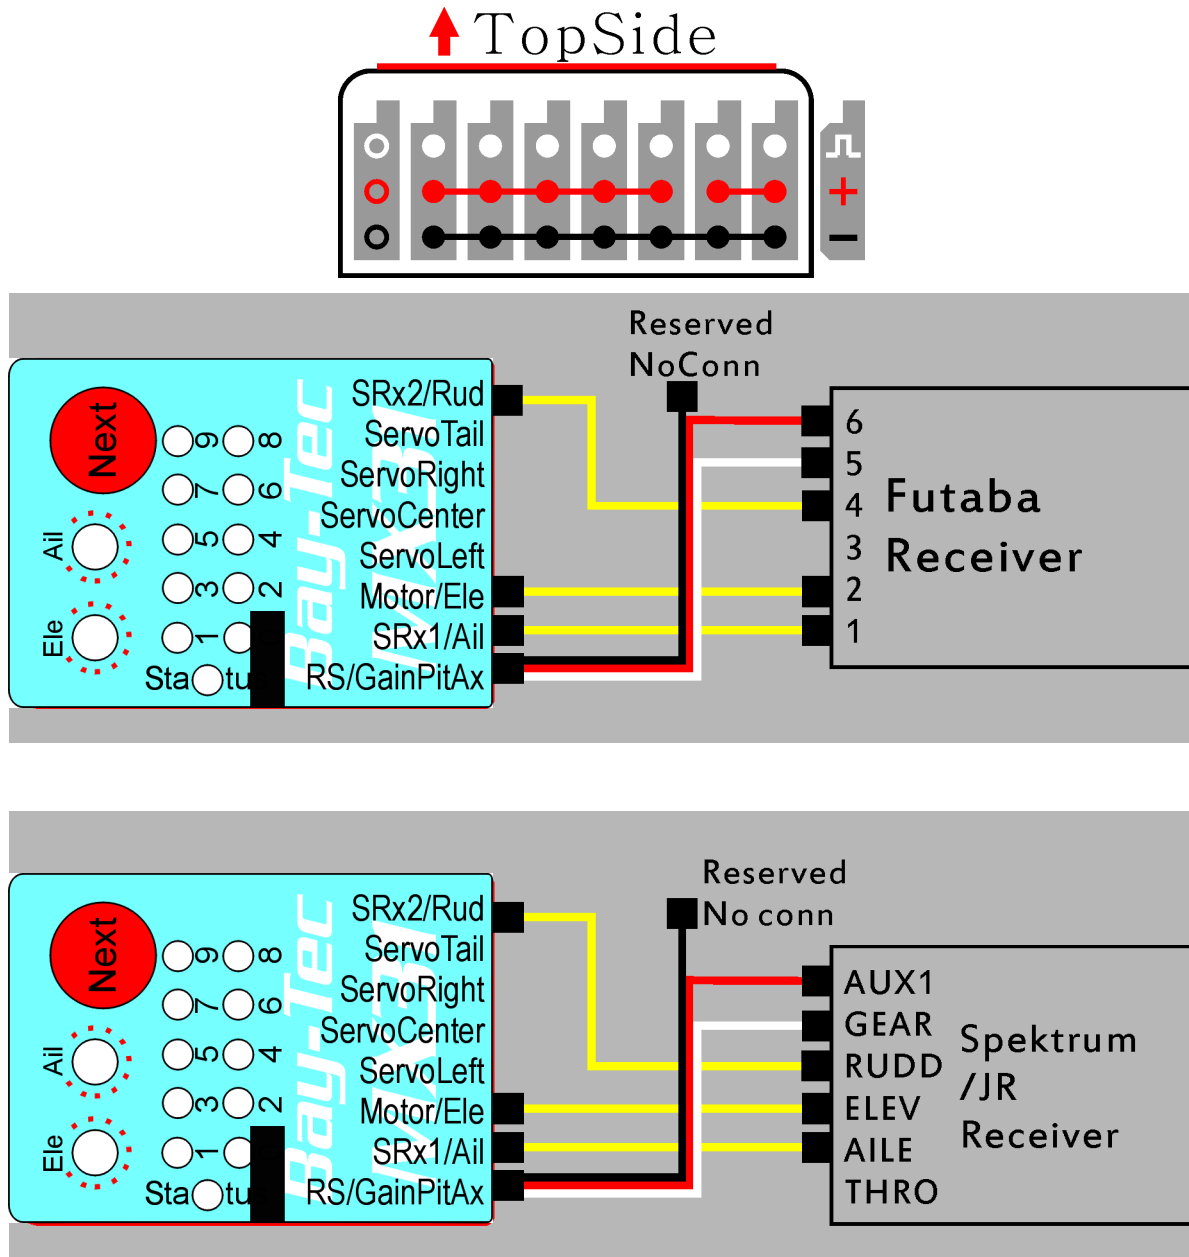 TopSide
+
−
Reserved
NoConn
Next
9 8
7 6
5 4
3 2
1
Ail
Ele
Sta tu
Bay-Tec
MX3i
SRx2/Rud
ServoTail
ServoRight
ServoCenter
ServoLeft
Motor/Ele
SRx1/Ail
RS/GainPitAx
6
5
4
3
2
1
Futaba
Receiver
Reserved
No conn
Next
9 8
7 6
5 4
3 2
1
Ail
Ele
Sta tu
Bay-Tec
MX3i
SRx2/Rud
ServoTail
ServoRight
ServoCenter
ServoLeft
Motor/Ele
SRx1/Ail
RS/GainPitAx
AUX1
GEAR
RUDD
ELEV
AILE
THRO
Spektrum
/JR
Receiver